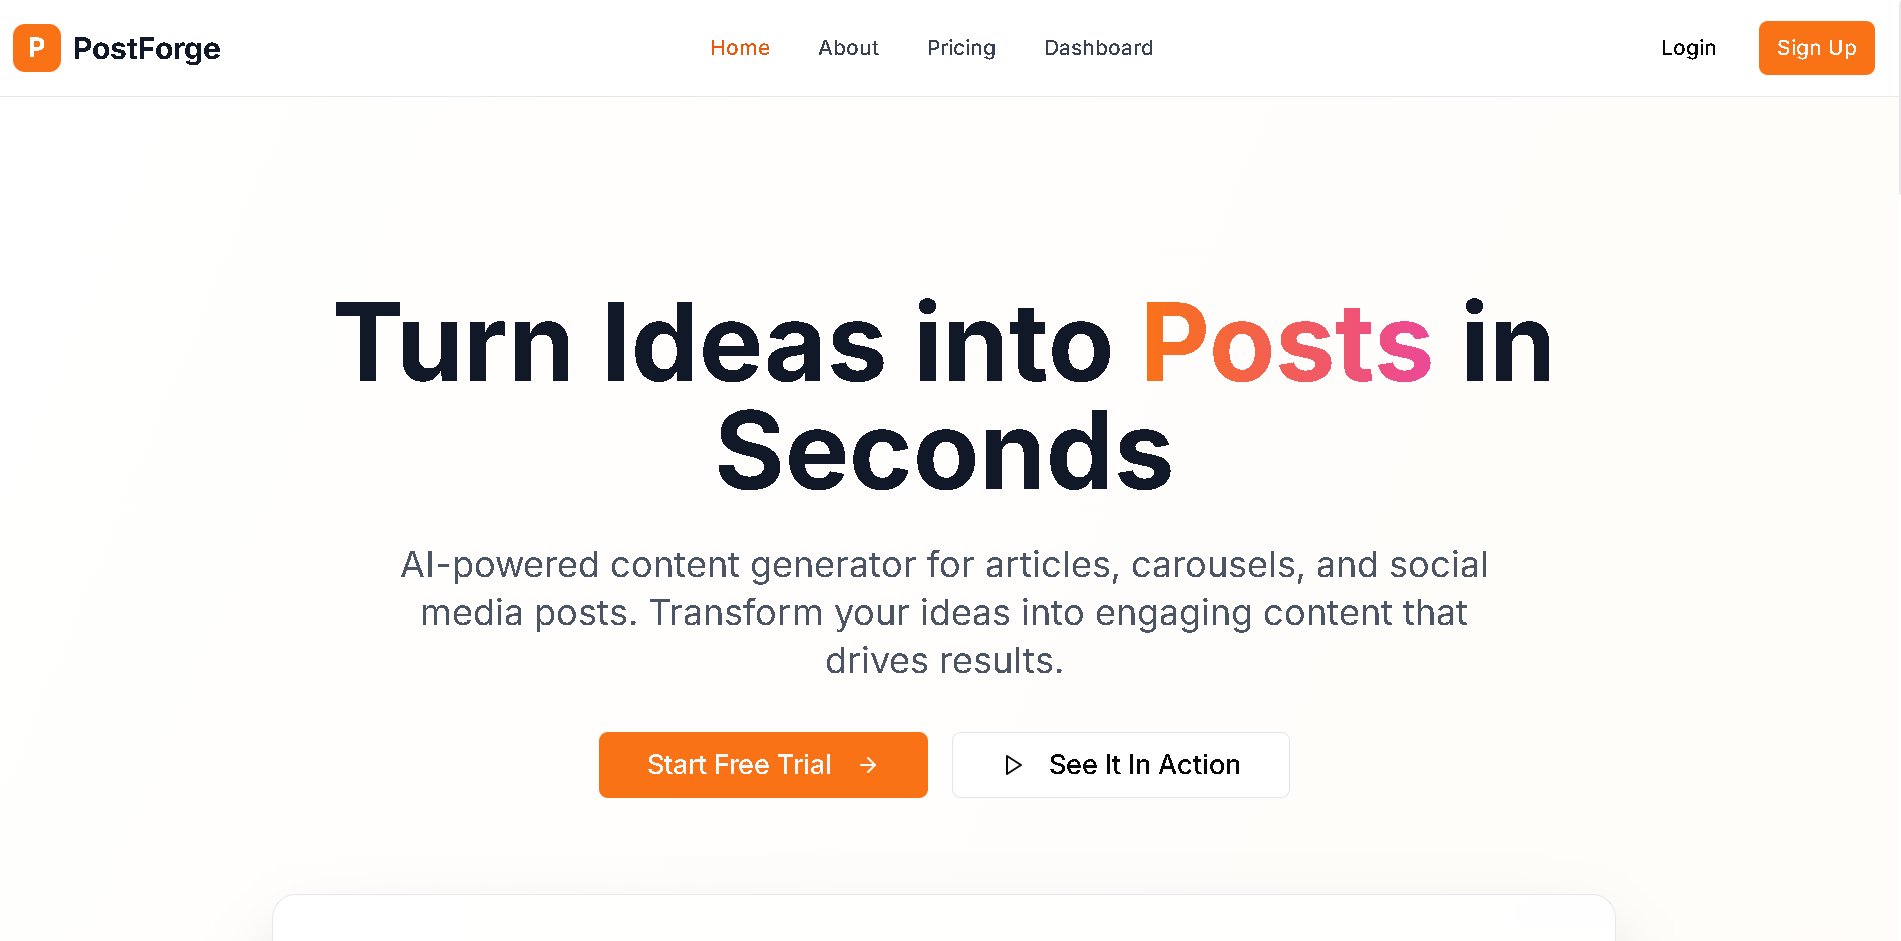 P PostForge
Home About Pricing Dashboard
Login Sign Up
Turn Ideas into Posts in
Seconds
AI-powered content generator for articles, carousels, and social
media posts. Transform your ideas into engaging content that
drives results.
Start Free Trial →
See It In Action